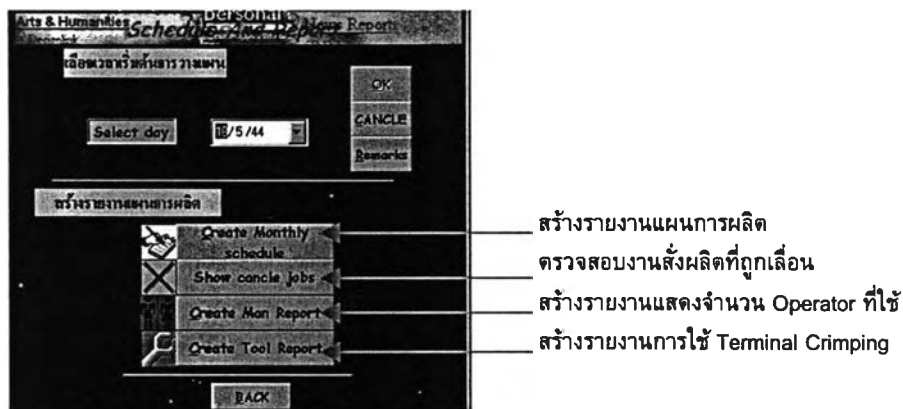 Arts & Humanities
personal
News Report
Schedule And Report
เลือกเวลาเริ่มต้นการวางแผน
OK
Select day
18/5/44
CANCLE
Remarks
สร้างรายงานแผนการผลิต
Create Monthly
schedule
สร้างรายงานแผนการผลิต
Show cancle jobs
ตรวจสอบงานสั่งผลิตที่ถูกเลื่อน
Create Man Report
สร้างรายงานแสดงจำนวน Operator ที่ใช้
Create Tool Report
สร้างรายงานการใช้ Terminal Crimping
BACK